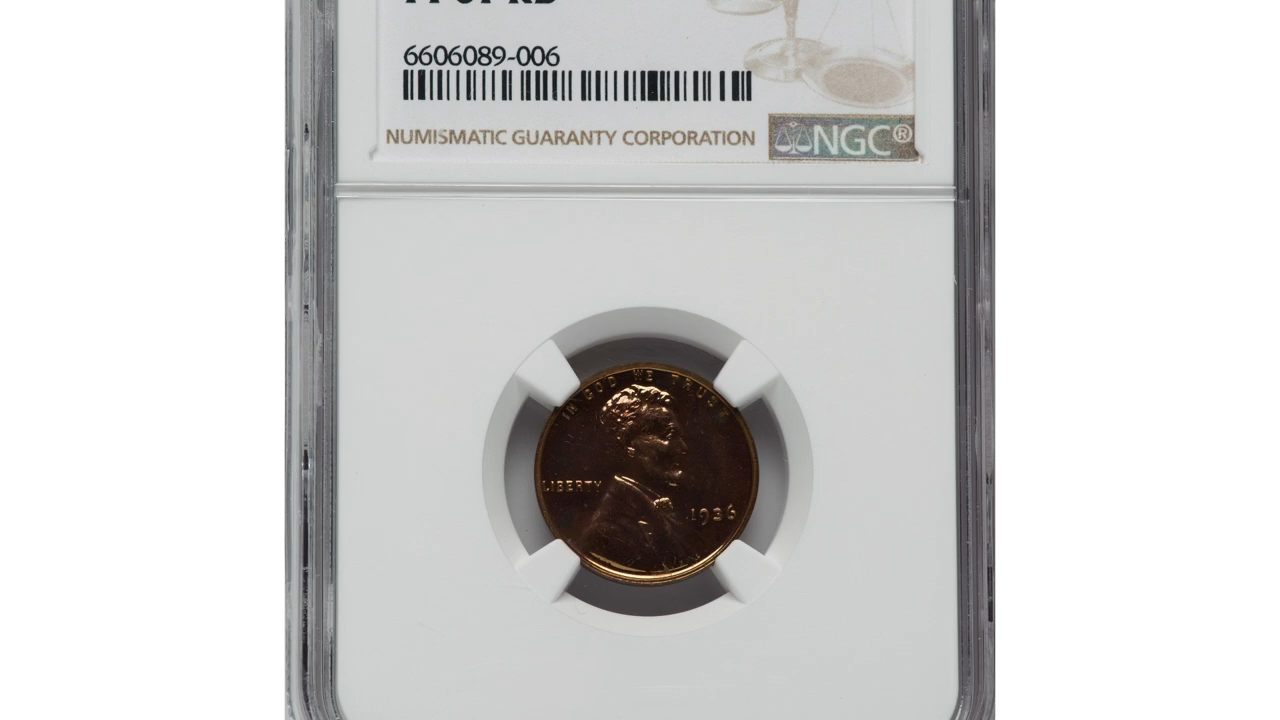 6606089-006
NUMISMATIC GUARANTY CORPORATION
NGC®
IN GOD WE TRUST
LIBERTY
1936